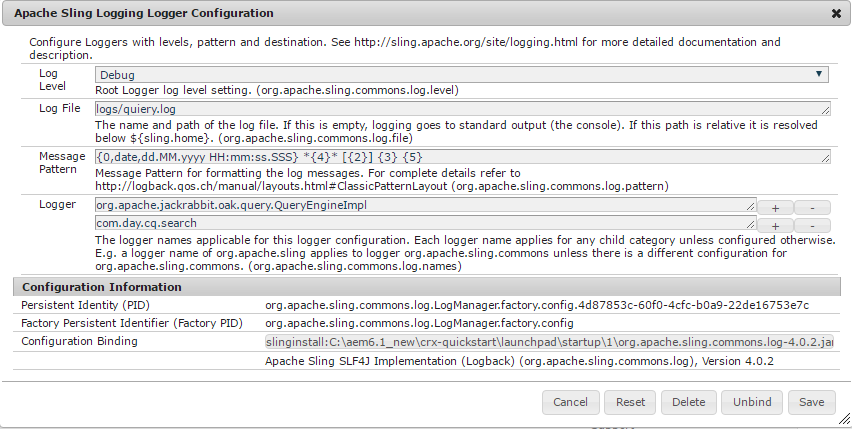 Apache Sling Logging Logger Configuration
Configure Loggers with levels, pattern and destination. See http://sling.apache.org/site/logging.html for more detailed documentation and
description.
Log
Level
Debug
Root Logger log level setting. (org.apache.sling.commons.log.level)
Log File
logs/quiery.log
The name and path of the log file. If this is empty, logging goes to standard output (the console). If this path is relative it is resolved
below ${sling.home}. (org.apache.sling.commons.log.file)
Message
Pattern
{0,date,dd.MM.yyyy HH:mm:ss.SSS} *{4}* [{2}] {3} {5}
Message Pattern for formatting the log messages. For complete details refer to
http://logback.qos.ch/manual/layouts.html#ClassicPatternLayout (org.apache.sling.commons.log.pattern)
Logger
org.apache.jackrabbit.oak.query.QueryEngineImpl
+ -
com.day.cq.search
+ -
The logger names applicable for this logger configuration. Each logger name applies for any child category unless configured otherwise.
E.g. a logger name of org.apache.sling applies to logger org.apache.sling.commons unless there is a different configuration for
org.apache.sling.commons. (org.apache.sling.commons.log.names)
Configuration Information
Persistent Identity (PID)
org.apache.sling.commons.log.LogManager.factory.config.4d87853c-60f0-4cfc-b0a9-22de16753e7c
Factory Persistent Identifier (Factory PID)
org.apache.sling.commons.log.LogManager.factory.config
Configuration Binding
slinginstall:C:\aem6.1_new\crx-quickstart\launchpad\startup\1\org.apache.sling.commons.log-4.0.2.jar
Apache Sling SLF4J Implementation (Logback) (org.apache.sling.commons.log), Version 4.0.2
Cancel Reset Delete Unbind Save